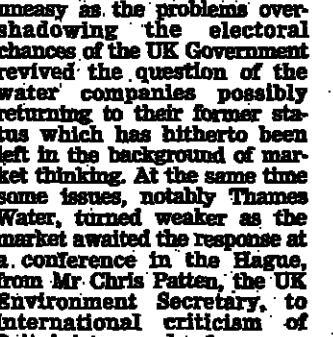 uneasy as the problems over-
shadowing the electoral
chances of the UK Government
revived the question of the
water companies possibly
returning to their former sta-
tus which has hitherto been
left in the background of mar-
ket thinking. At the same time
some issues, notably Thames
Water, turned weaker as the
market awaited the response at
a conference in the Hague,
from Mr Chris Patten, the UK
Environment Secretary, to
international criticism of